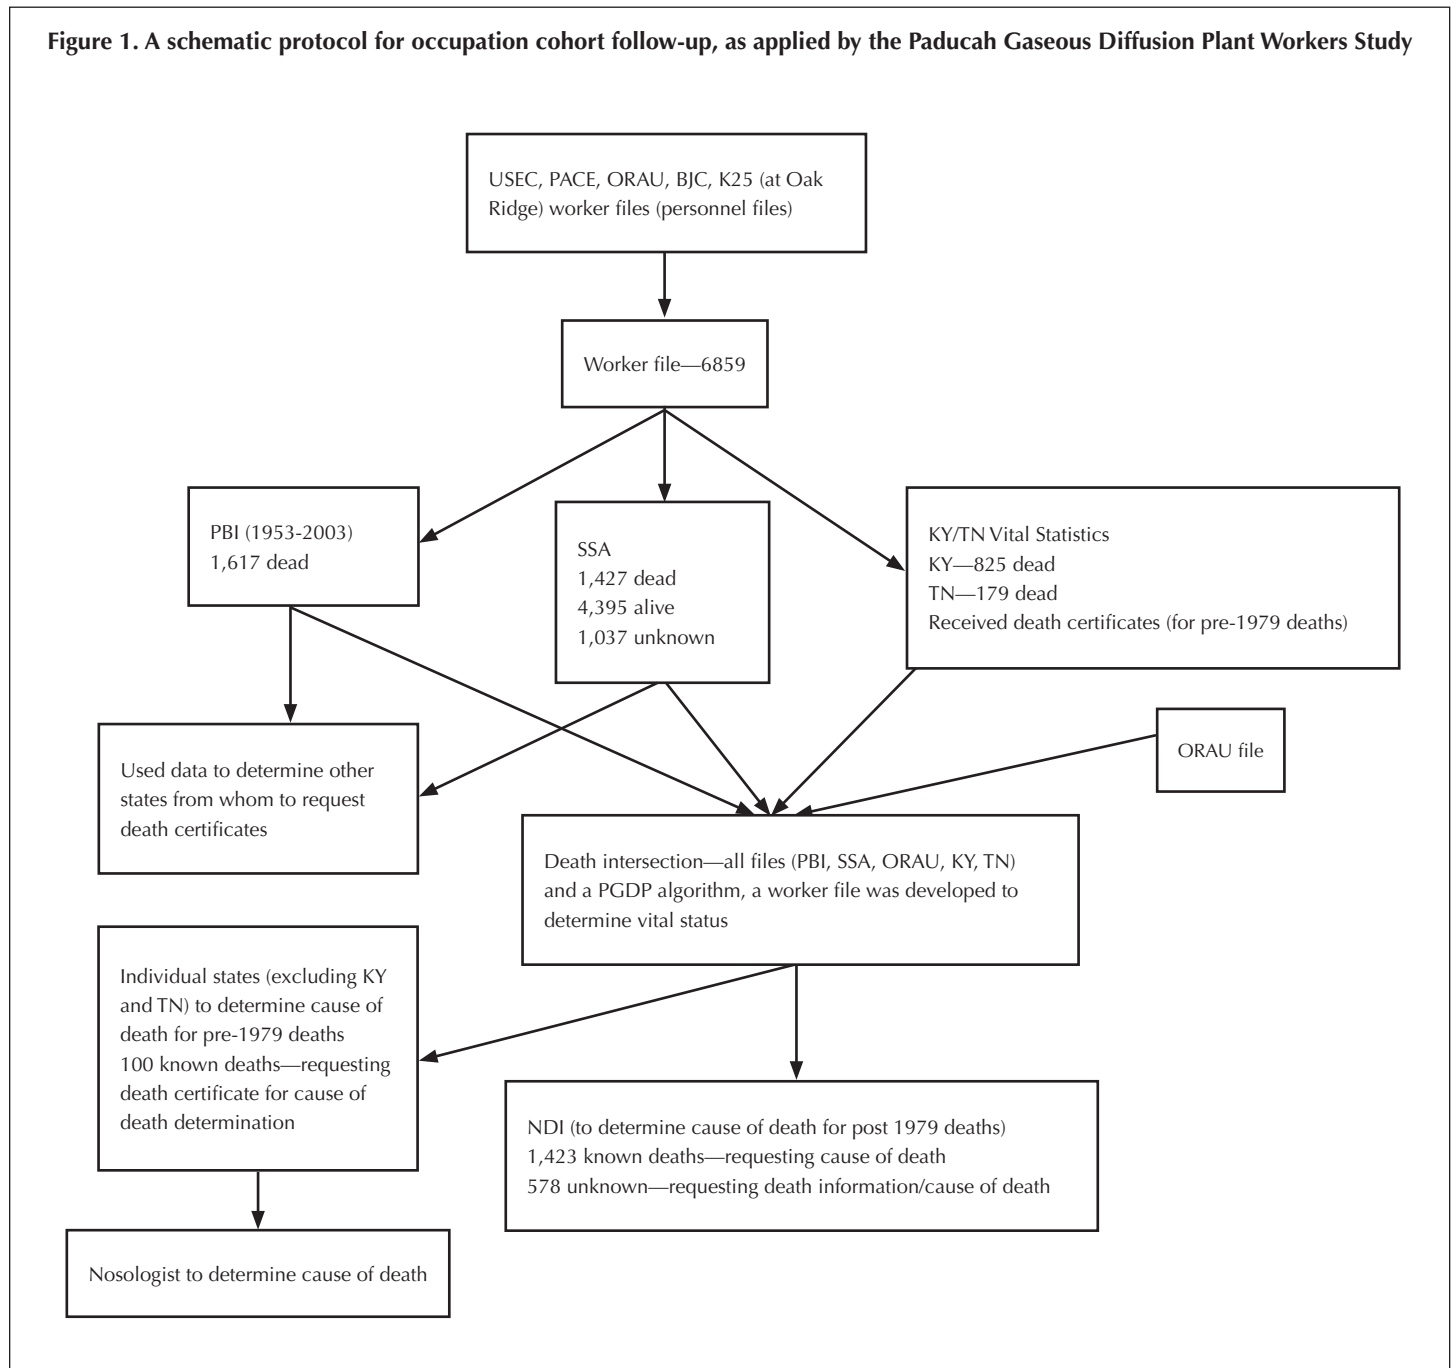 Figure 1. A schematic protocol for occupation cohort follow-up, as applied by the Paducah Gaseous Diffusion Plant Workers Study
USEC, PACE, ORAU, BJC, K25 (at Oak
Ridge) worker files (personnel files)
Worker file—6859
PBI (1953-2003)
1,617 dead
SSA
1,427 dead
4,395 alive
1,037 unknown
KY/TN Vital Statistics
KY—825 dead
TN—179 dead
Received death certificates (for pre-1979 deaths)
Used data to determine other
states from whom to request
death certificates
ORAU file
Death intersection—all files (PBI, SSA, ORAU, KY, TN)
and a PGDP algorithm, a worker file was developed to
determine vital status
Individual states (excluding KY
and TN) to determine cause of
death for pre-1979 deaths
100 known deaths—requesting
death certificate for cause of
death determination
NDI (to determine cause of death for post 1979 deaths)
1,423 known deaths—requesting cause of death
578 unknown—requesting death information/cause of death
Nosologist to determine cause of death